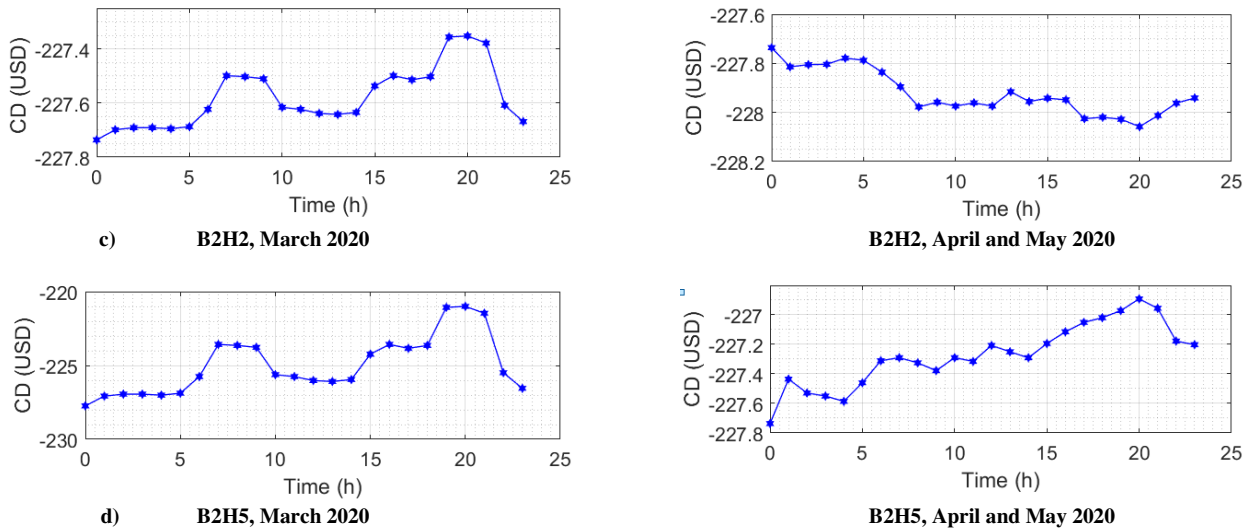 CD (USD)
-227.4
-227.6
-227.8
0 5 10 15 20 25
Time (h)
c) B2H2, March 2020
CD (USD)
-227.6
-227.8
-228
-228.2
0 5 10 15 20 25
Time (h)
B2H2, April and May 2020
CD (USD)
-220
-225
-230
0 5 10 15 20 25
Time (h)
d) B2H5, March 2020
CD (USD)
-227
-227.2
-227.4
-227.6
-227.8
0 5 10 15 20 25
Time (h)
B2H5, April and May 2020